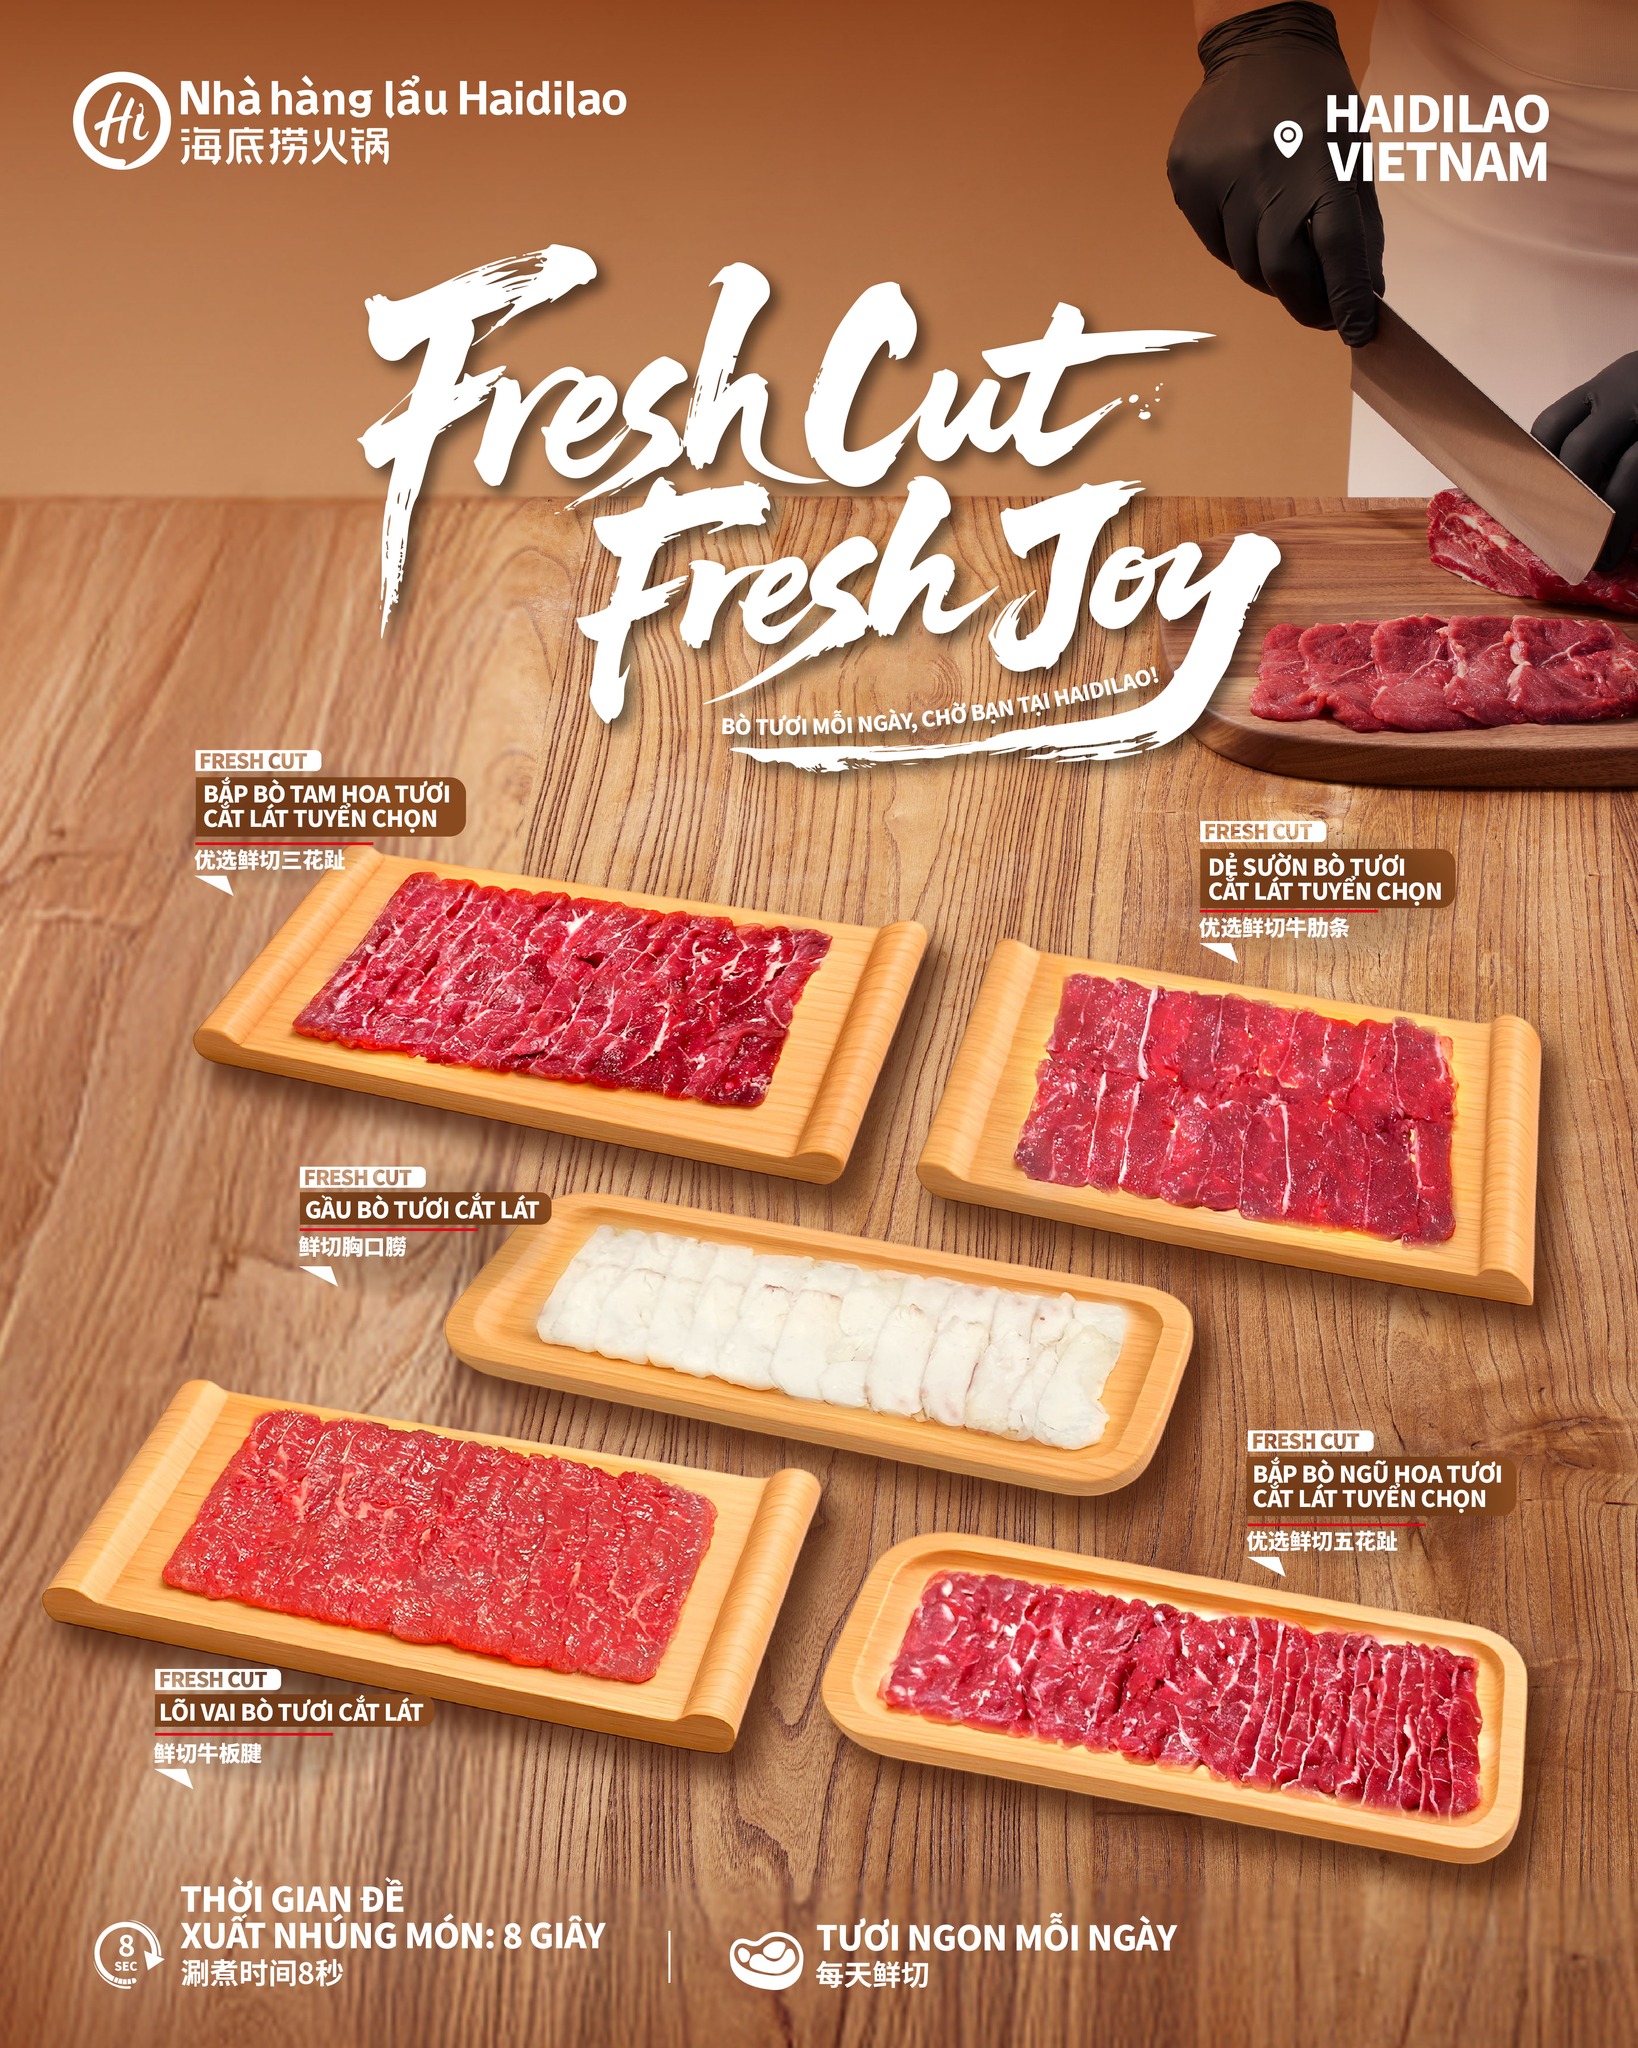 Hi Nhà hàng lẩu Haidilao
海底捞火锅
HAIDILAO
VIETNAM
Fresh Cut
Fresh Joy
BÒ TƯƠI MỖI NGÀY, CHỜ BẠN TẠI HAIDILAO!
FRESH CUT
BẮP BÒ TAM HOA TƯƠI
CẮT LÁT TUYỂN CHỌN
优选鲜切三花趾
FRESH CUT
DẺ SƯỜN BÒ TƯƠI
CẮT LÁT TUYỂN CHỌN
优选鲜切牛肋条
FRESH CUT
GẦU BÒ TƯƠI CẮT LÁT
鲜切胸口朥
FRESH CUT
BẮP BÒ NGŨ HOA TƯƠI
CẮT LÁT TUYỂN CHỌN
优选鲜切五花趾
FRESH CUT
LÕI VAI BÒ TƯƠI CẮT LÁT
鲜切牛板腱
8
SEC
THỜI GIAN ĐỀ
XUẤT NHÚNG MÓN: 8 GIÂY
涮煮时间8秒
TƯƠI NGON MỖI NGÀY
每天鲜切